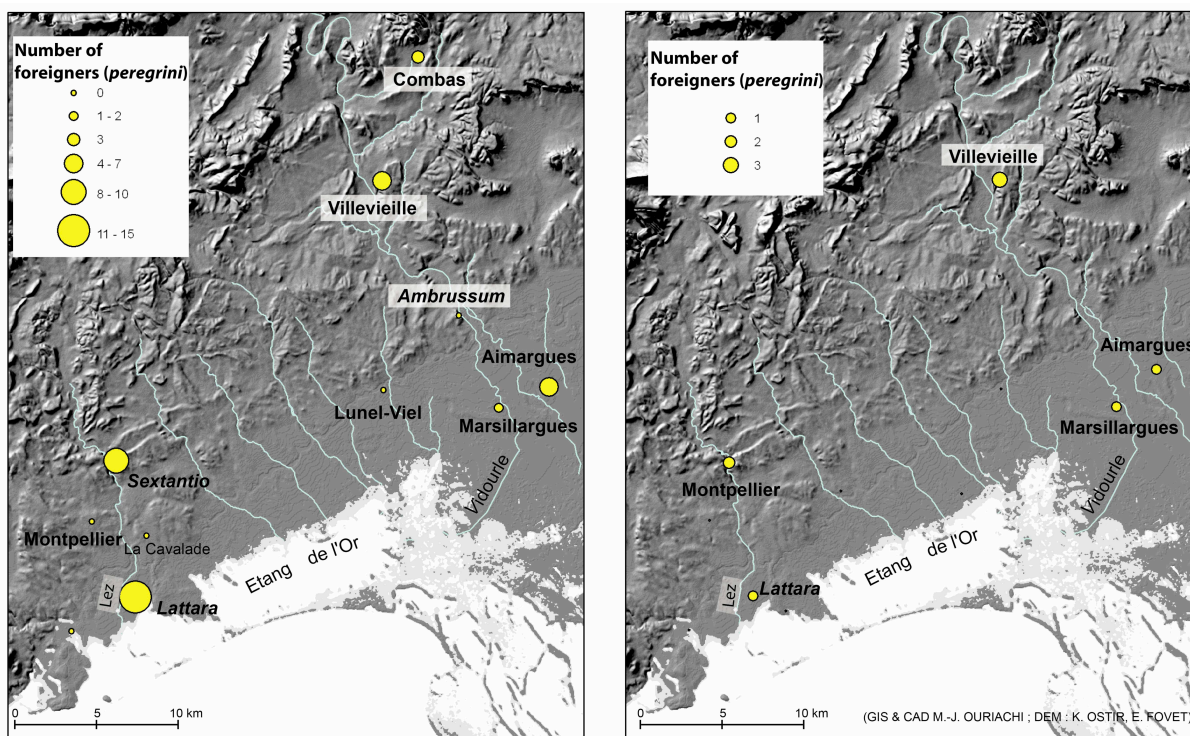 Number of
foreigners (peregrini)
0
1 - 2
3
4 - 7
8 - 10
11 - 15
Combas
Villevieille
Ambrussum
Aimargues
Lunel-Viel
Marsillargues
Sextantio
Vidourle
Montpellier
La Cavalade
Etang de l'Or
Lez
Lattara
0 5 10 km
Number of
foreigners (peregrini)
1
2
3
Villevieille
Aimargues
Marsillargues
Montpellier
Vidourle
Etang de l'Or
Lez
Lattara
0 5 10 km
(GIS & CAD M.-J. OURIACHI ; DEM : K. OSTIR, E. FOVET)